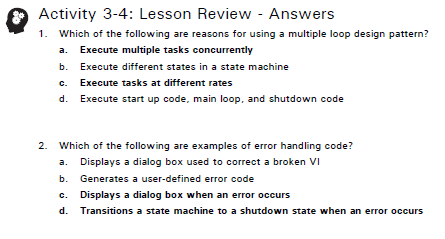 Activity 3-4: Lesson Review - Answers
1. Which of the following are reasons for using a multiple loop design pattern?
a. Execute multiple tasks concurrently
b. Execute different states in a state machine
c. Execute tasks at different rates
d. Execute start up code, main loop, and shutdown code
2. Which of the following are examples of error handling code?
a. Displays a dialog box used to correct a broken VI
b. Generates a user-defined error code
c. Displays a dialog box when an error occurs
d. Transitions a state machine to a shutdown state when an error occurs